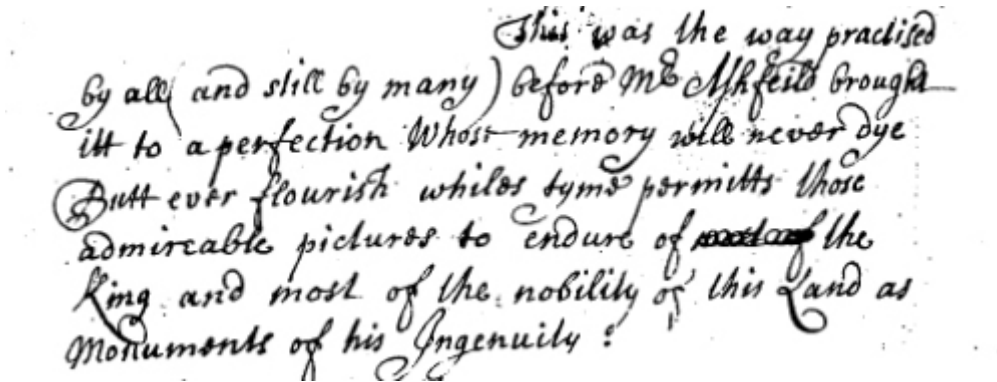 This was the way practised
by all (and still by many) before Mr Ashfeild brought
itt to a perfection Whose memory will never dye
Butt ever flourish whiles tyme permitts those
admireable pictures to endure of the
King and most of the nobility of this Land as
Monuments of his Ingenuity :